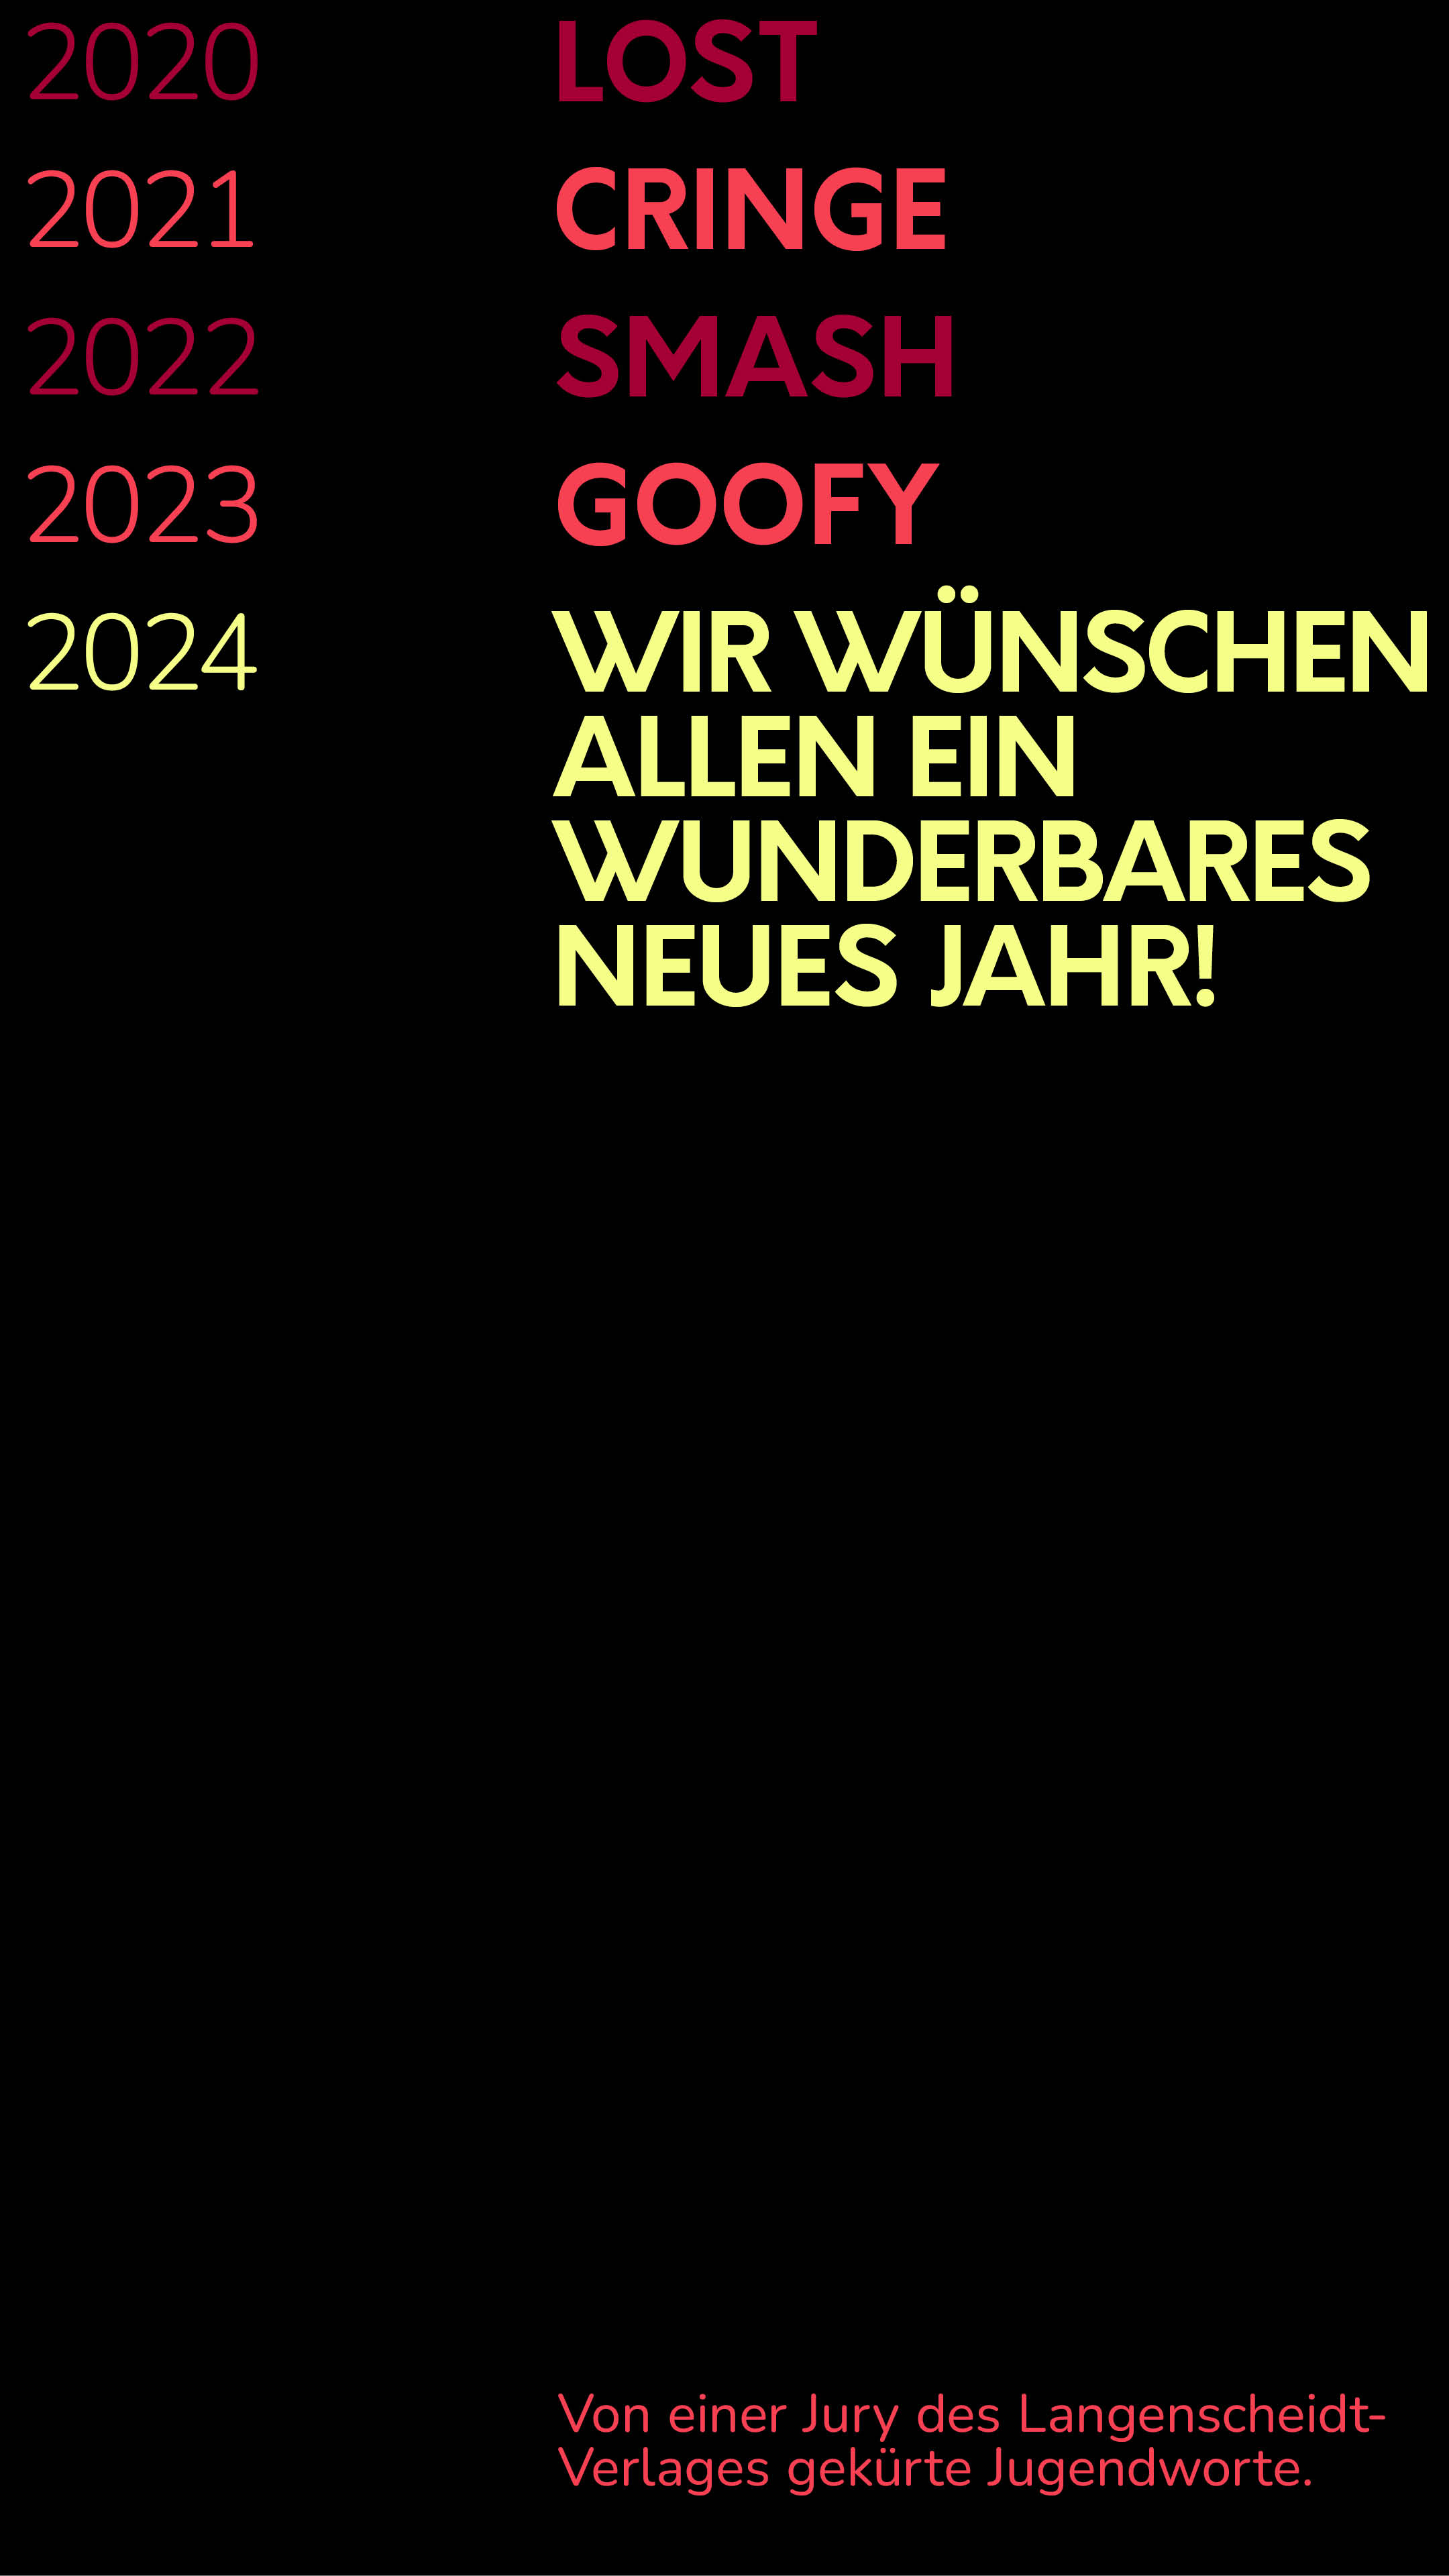 2020 LOST
2021 CRINGE
2022 SMASH
2023 GOOFY
2024 WIR WÜNSCHEN
ALLEN EIN
WUNDERBARES
NEUES JAHR!
Von einer Jury des Langenscheidt-
Verlages gekürte Jugendworte.